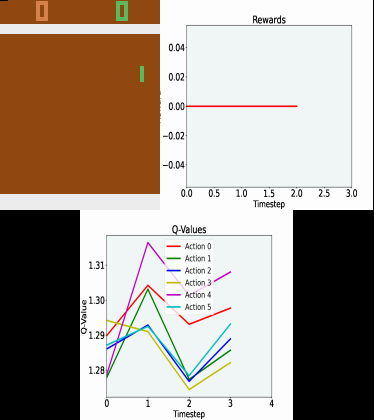 0 0
Rewards
0.04
0.02
0.00
−0.02
−0.04
0.0 0.5 1.0 1.5 2.0 2.5 3.0
Timestep
Q-Values
Action 0
Action 1
Action 2
Action 3
Action 4
Action 5
1.31
1.30
1.29
1.28
Q-Value
0 1 2 3 4
Timestep